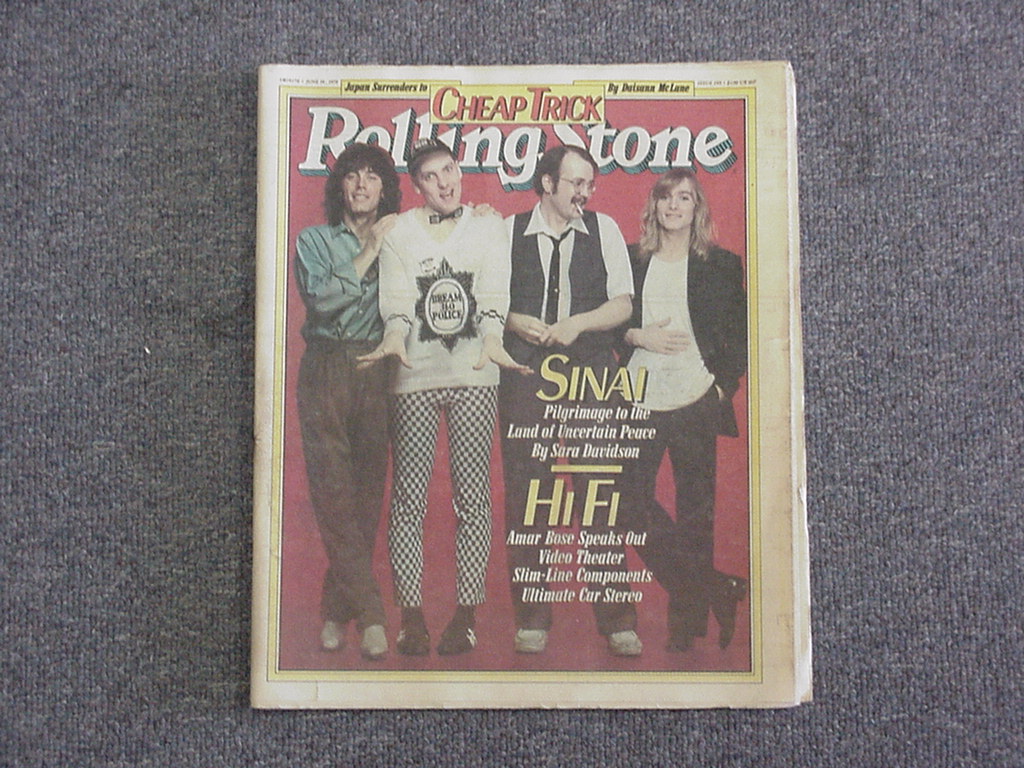 Japan Surrenders to
CHEAP TRICK
By Daisann McLane
Rolling Stone
DREAM
POLICE
SINAI
Pilgrimage to the
Land of Uncertain Peace
By Sara Davidson
HI FI
Amar Bose Speaks Out
Video Theater
Slim-Line Components
Ultimate Car Stereo